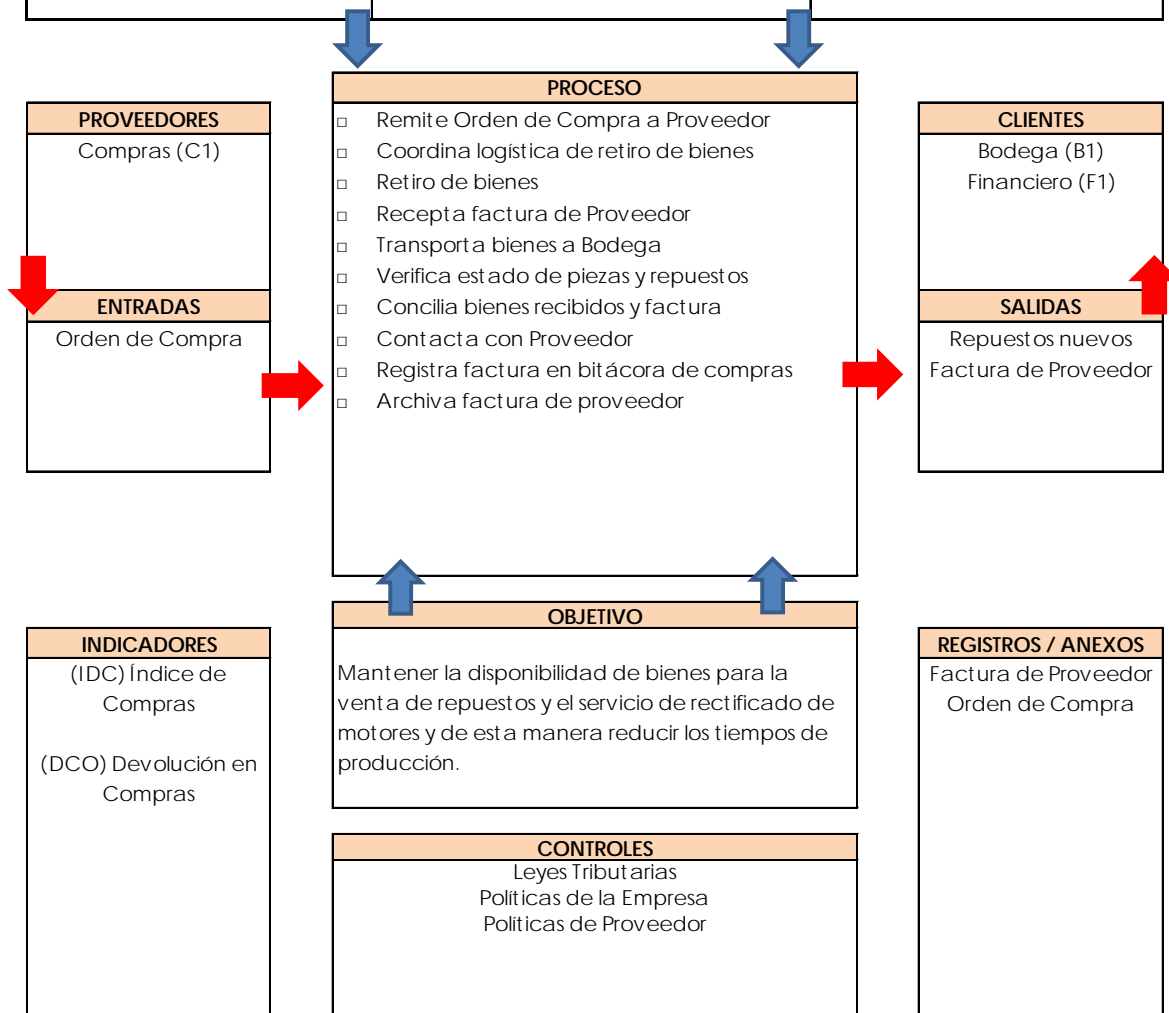 PROCESO
□ Remite Orden de Compra a Proveedor
□ Coordina logística de retiro de bienes
□ Retiro de bienes
□ Recepta factura de Proveedor
□ Transporta bienes a Bodega
□ Verifica estado de piezas y repuestos
□ Concilia bienes recibidos y factura
□ Contacta con Proveedor
□ Registra factura en bitácora de compras
□ Archiva factura de proveedor
PROVEEDORES
Compras (C1)
ENTRADAS
Orden de Compra
CLIENTES
Bodega (B1)
Financiero (F1)
SALIDAS
Repuestos nuevos
Factura de Proveedor
OBJETIVO
Mantener la disponibilidad de bienes para la
venta de repuestos y el servicio de rectificado de
motores y de esta manera reducir los tiempos de
producción.
INDICADORES
(IDC) Índice de
Compras
(DCO) Devolución en
Compras
REGISTROS / ANEXOS
Factura de Proveedor
Orden de Compra
CONTROLES
Leyes Tributarias
Políticas de la Empresa
Políticas de Proveedor